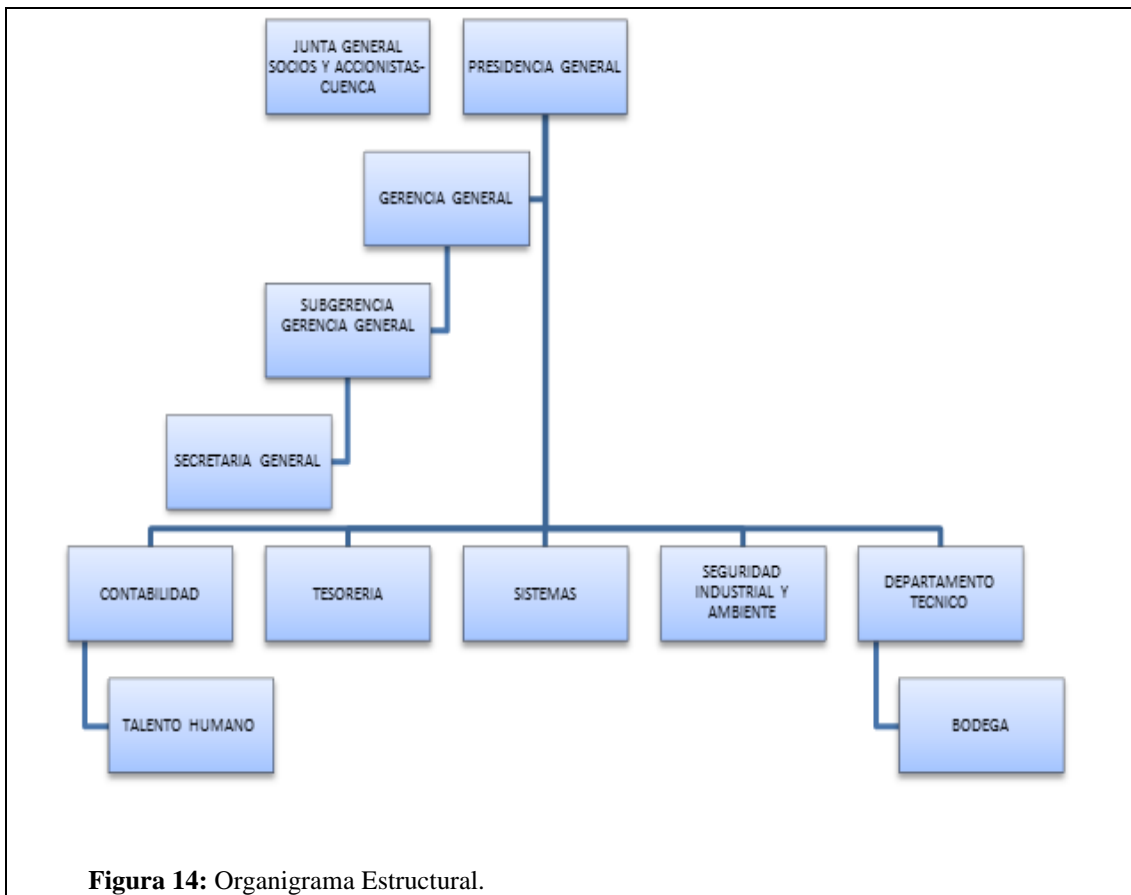 JUNTA GENERAL
SOCIOS Y ACCIONISTAS-
CUENCA
PRESIDENCIA GENERAL
GERENCIA GENERAL
SUBGERENCIA
GERENCIA GENERAL
SECRETARIA GENERAL
CONTABILIDAD
TESORERIA
SISTEMAS
SEGURIDAD
INDUSTRIAL Y
AMBIENTE
DEPARTAMENTO
TECNICO
TALENTO HUMANO
BODEGA
Figura 14: Organigrama Estructural.